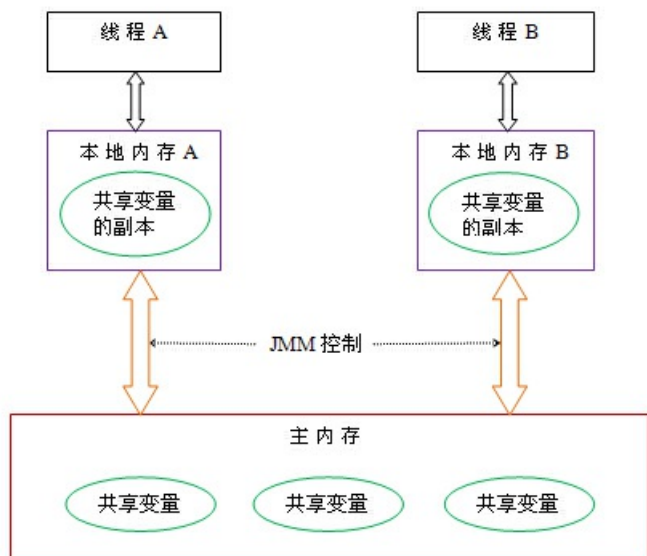 线程 A
线程 B
本地内存 A
本地内存 B
共享变量
的副本
共享变量
的副本
JMM 控制
主内存
共享变量
共享变量
共享变量